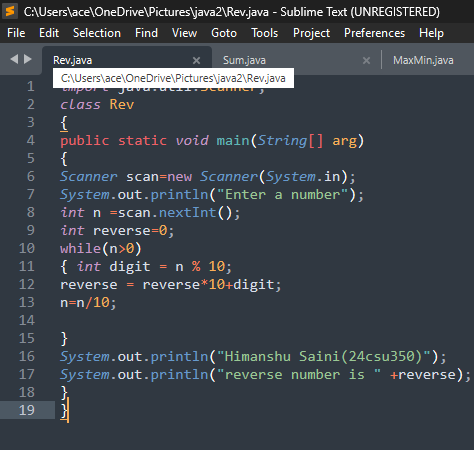 C:\Users\ace\OneDrive\Pictures\java2\Rev.java - Sublime Text (UNREGISTERED)
File Edit Selection Find View Goto Tools Project Preferences Help
Rev.java × Sum.java × MaxMin.java
C:\Users\ace\OneDrive\Pictures\java2\Rev.java
1 import java.util.Scanner;
2 class Rev
3 {
4 public static void main(String[] arg)
5 {
6 Scanner scan=new Scanner(System.in);
7 System.out.println("Enter a number");
8 int n =scan.nextInt();
9 int reverse=0;
10 while(n>0)
11 { int digit = n % 10;
12 reverse = reverse*10+digit;
13 n=n/10;
14
15 }
16 System.out.println("Himanshu Saini(24csu350)");
17 System.out.println("reverse number is " +reverse);
18 }
19 }